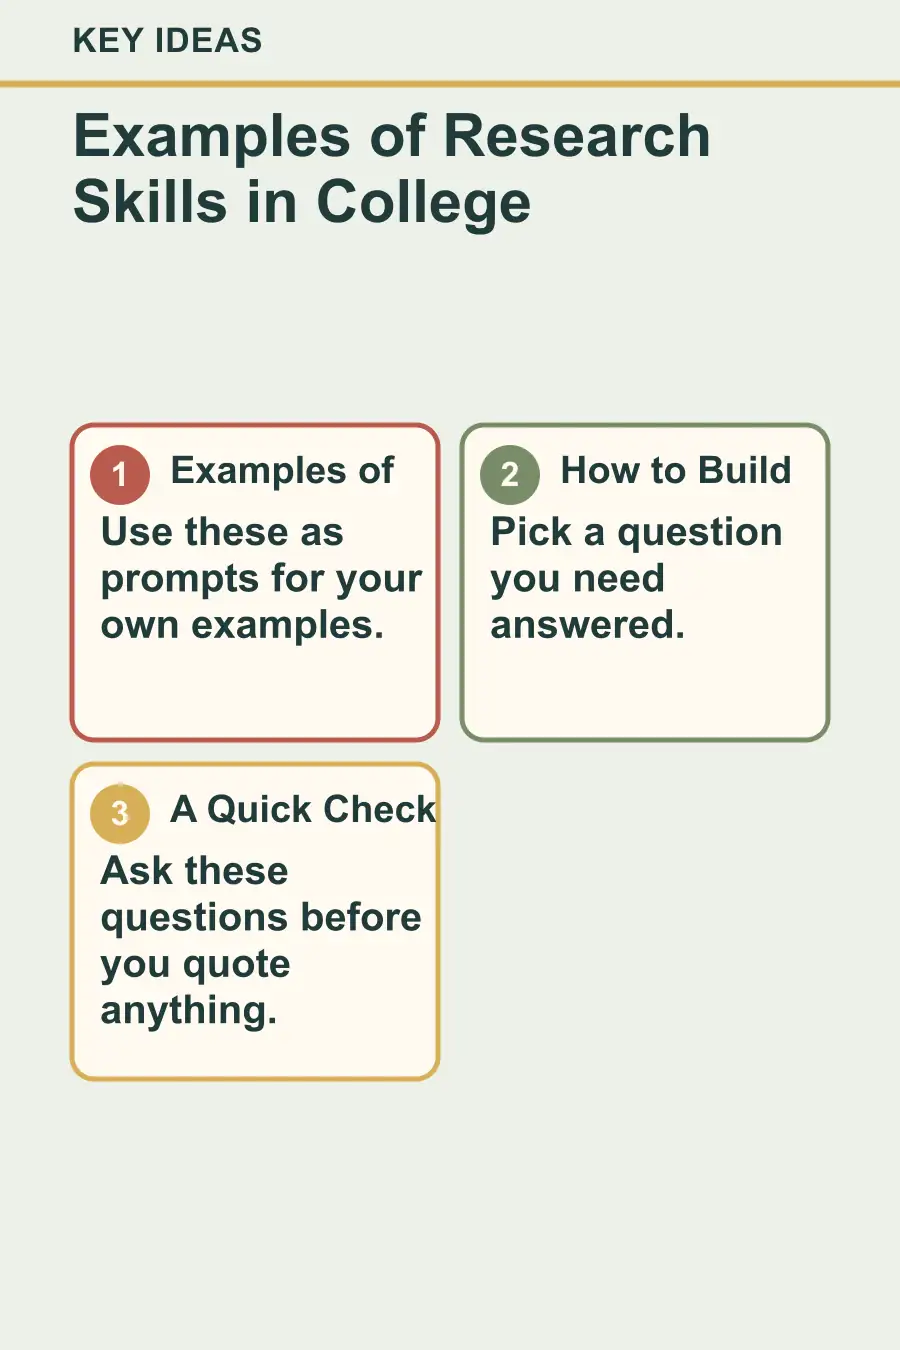 KEY IDEAS
Examples of Research
Skills in College
1
Examples of
Use these as
prompts for your
own examples.
2
How to Build
Pick a question
you need
answered.
3
A Quick Check
Ask these
questions before
you quote
anything.